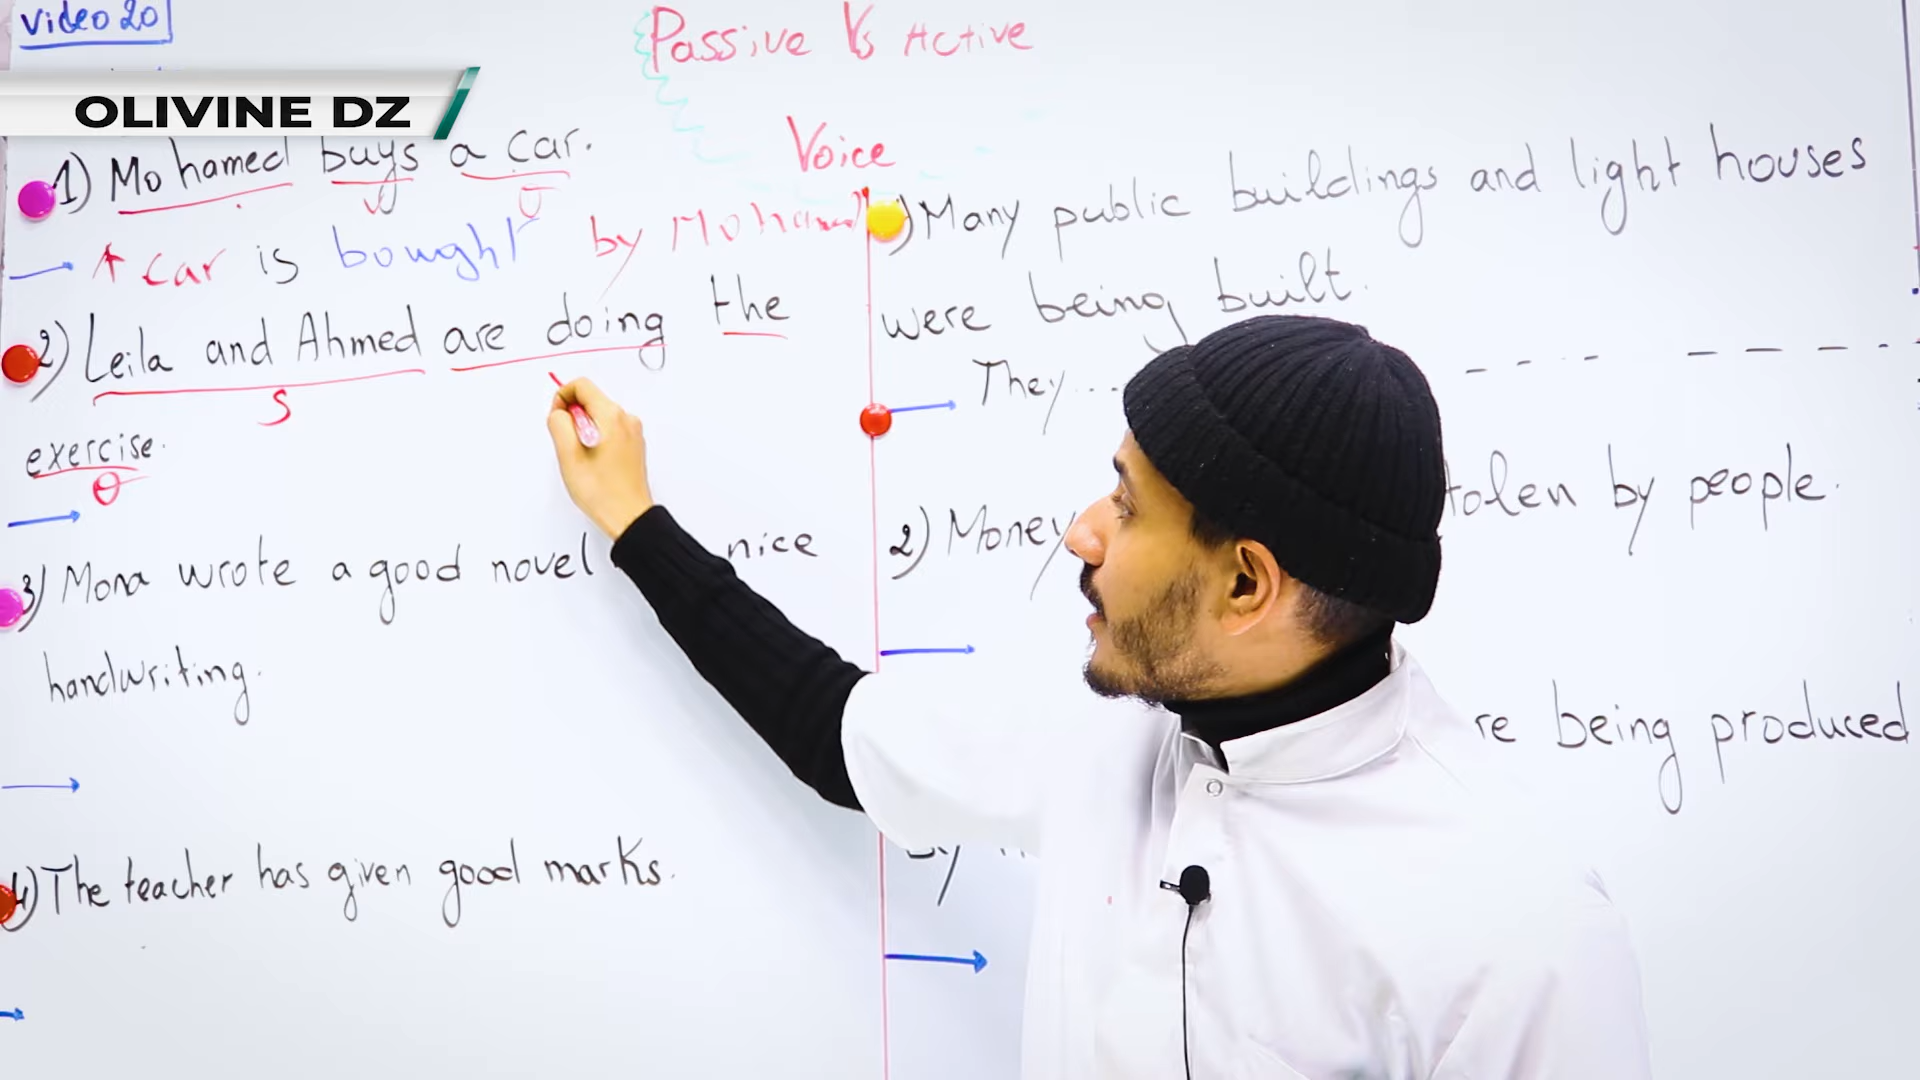 Video 20
Passive Vs Active
Voice
OLIVINE DZ
1) Mohamed buys a car.
A car is bought by Mohamed
2) Leila and Ahmed are doing the
S
exercise.
O
3) Mona wrote a good novel nice
handwriting.
4) The teacher has given good marks.
Many public buildings and light houses
were being built.
They...
2) Money by people.
being produced